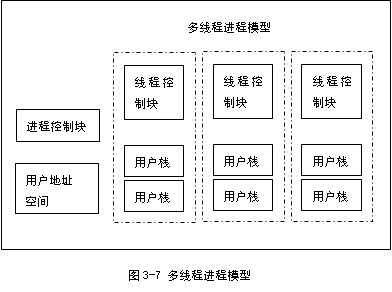 多线程进程模型
线程控
制块
线程控
制块
线程控
制块
进程控制块
用户地址
空间
用户栈
用户栈
用户栈
用户栈
用户栈
用户栈
图3-7 多线程进程模型